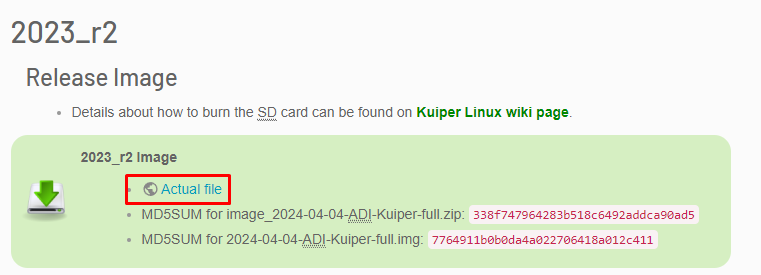 2023_r2
Release Image
Details about how to burn the SD card can be found on Kuiper Linux wiki page.
2023_r2 Image
Actual file
MD5SUM for image_2024-04-04-ADI-Kuiper-full.zip: 338f747964283b518c6492addca90ad5
MD5SUM for 2024-04-04-ADI-Kuiper-full.img: 7764911b0b0da4a022706418a012c411